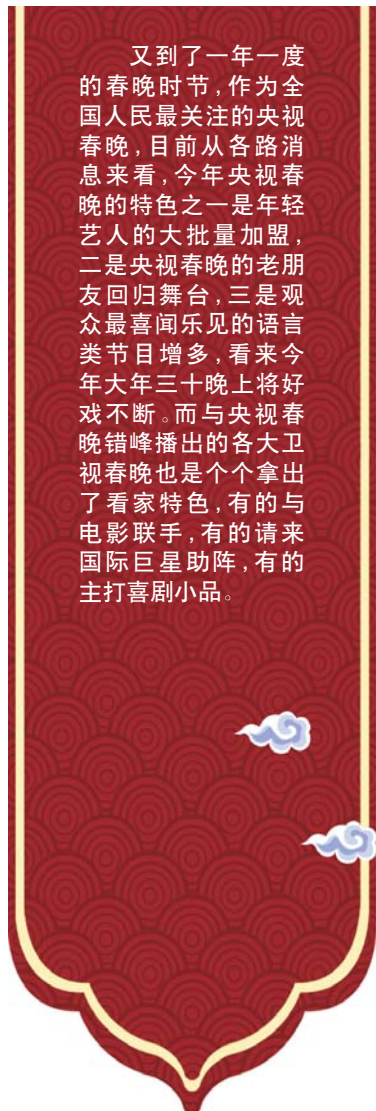 又到了一年一度
的春晚时节,作为全
国人民最关注的央视
春晚,目前从各路消
息来看,今年央视春
晚的特色之一是年轻
艺人的大批量加盟,
二是央视春晚的老朋
友回归舞台,三是观
众最喜闻乐见的语言
类节目增多,看来今
年大年三十晚上将好
戏不断。而与央视春
晚错峰播出的各大卫
视春晚也是个个拿出
了看家特色,有的与
电影联手,有的请来
国际巨星助阵,有的
主打喜剧小品。